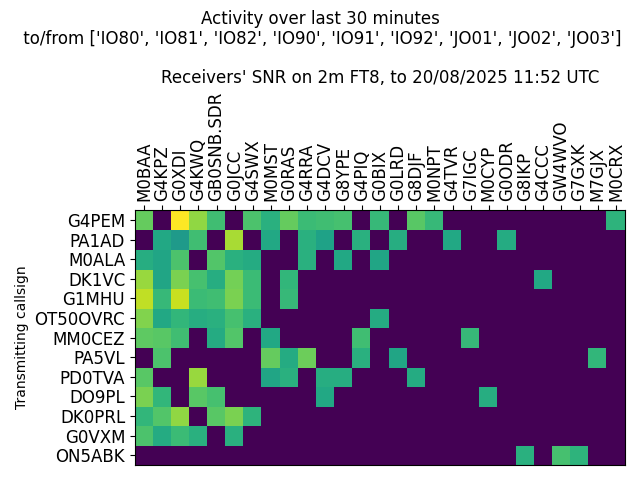 Activity over last 30 minutes
to/from ['IO80', 'IO81', 'IO82', 'IO90', 'IO91', 'IO92', 'JO01', 'JO02', 'JO03']
Receivers' SNR on 2m FT8, to 20/08/2025 11:52 UTC
M0BAA
G4KPZ
G0XDI
G4KWQ
GB0SNB.SDR
G0JCC
G4SWX
M0MST
G0RAS
G4RRA
G4DCV
G8YPE
G4PIQ
G0BIX
G0LRD
G8DJF
M0NPT
G4TVR
G7IGC
M0CYP
G0ODR
G8IKP
G4CCC
GW4WVO
G7GXK
M7GJX
M0CRX
Transmitting callsign
G4PEM
PA1AD
M0ALA
DK1VC
G1MHU
OT50OVRC
MM0CEZ
PA5VL
PD0TVA
DO9PL
DK0PRL
G0VXM
ON5ABK